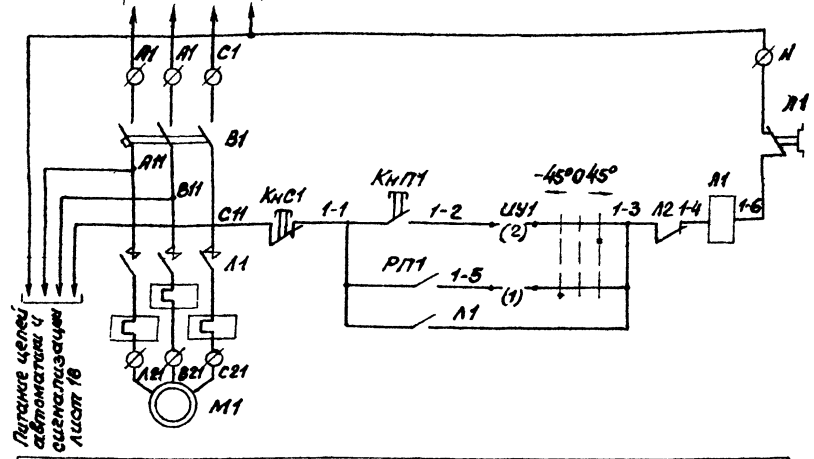 А1
А1
С1
N
Л1
В1
А11
В11
С11
КнС1
1-1
КнП1
1-2
ЦУ1
(2)
-45° 0 45°
1-3
Л2
1-4
Л1
1-6
Л1
РП1
1-5
(1)
Л1
Л21
В21
С21
М1
Питание цепей
автоматики и
сигнализации
лист 18